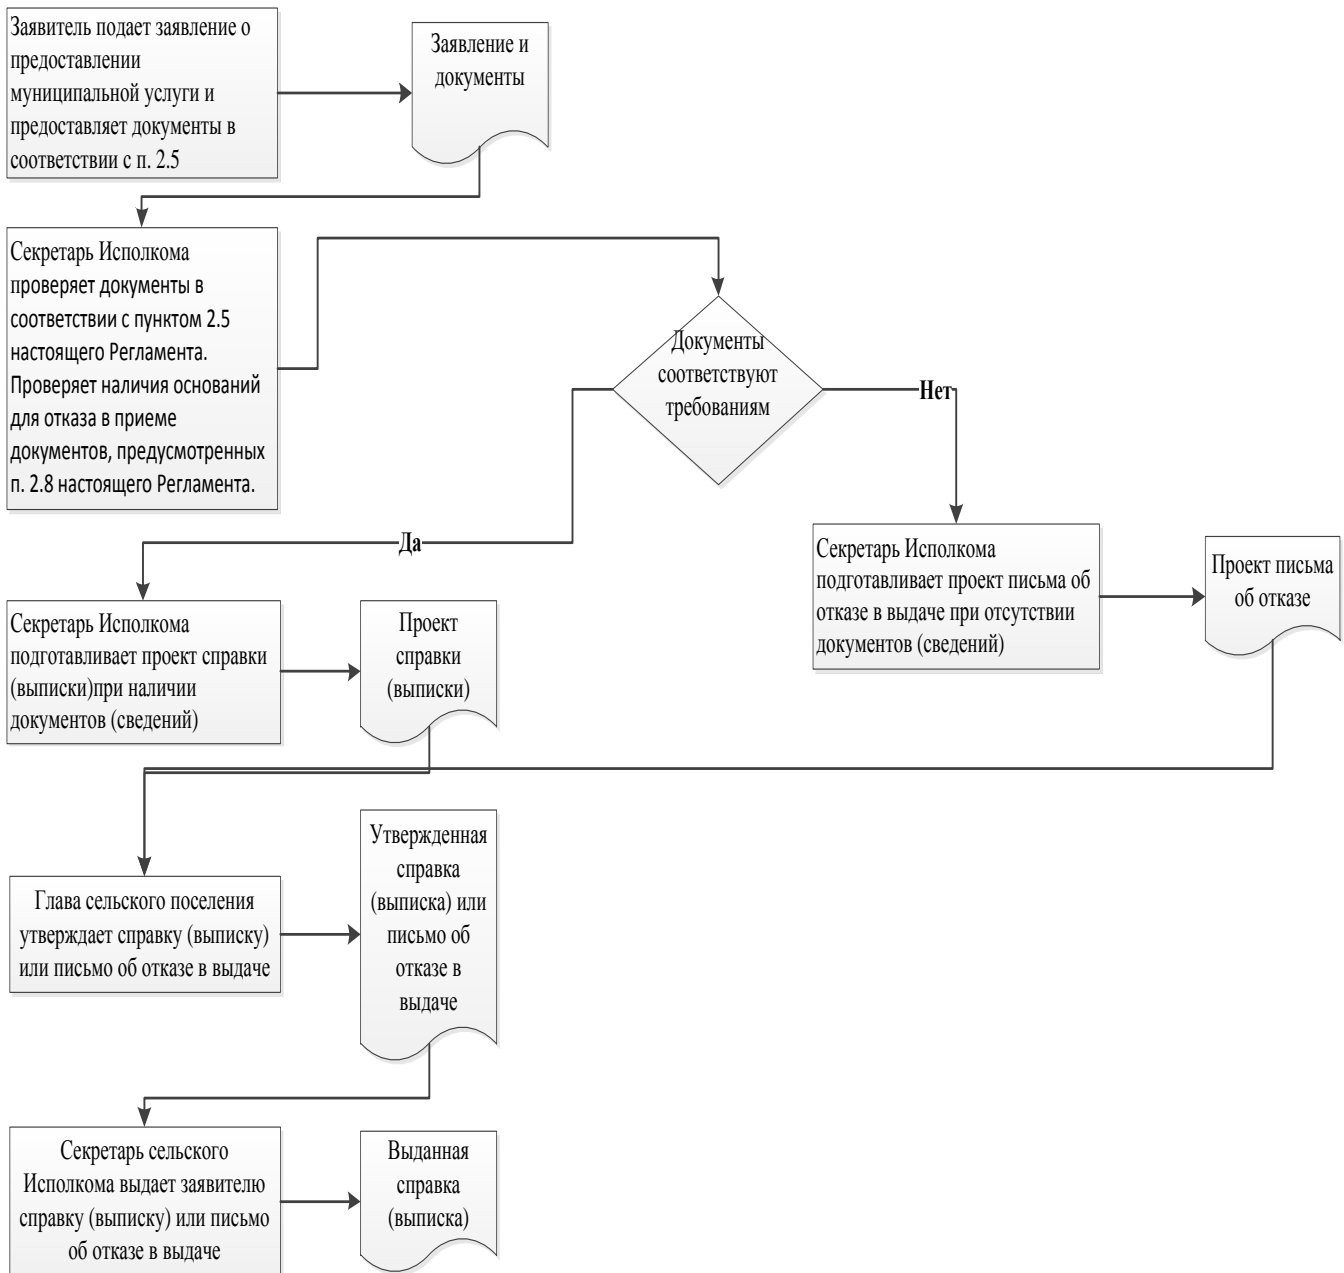 Заявитель подает заявление о
предоставлении
муниципальной услуги и
предоставляет документы в
соответствии с п. 2.5
Заявление и
документы
Секретарь Исполкома
проверяет документы в
соответствии с пунктом 2.5
настоящего Регламента.
Проверяет наличия оснований
для отказа в приеме
документов, предусмотренных
п. 2.8 настоящего Регламента.
Документы
соответствуют
требованиям
Нет
Да
Секретарь Исполкома
подготавливает проект письма об
отказе в выдаче при отсутствии
документов (сведений)
Проект письма
об отказе
Секретарь Исполкома
подготавливает проект справки
(выписки)при наличии
документов (сведений)
Проект
справки
(выписки)
Глава сельского поселения
утверждает справку (выписку)
или письмо об отказе в выдаче
Утвержденная
справка
(выписка) или
письмо об
отказе в
выдаче
Секретарь сельского
Исполкома выдает заявителю
справку (выписку) или письмо
об отказе в выдаче
Выданная
справка
(выписка)